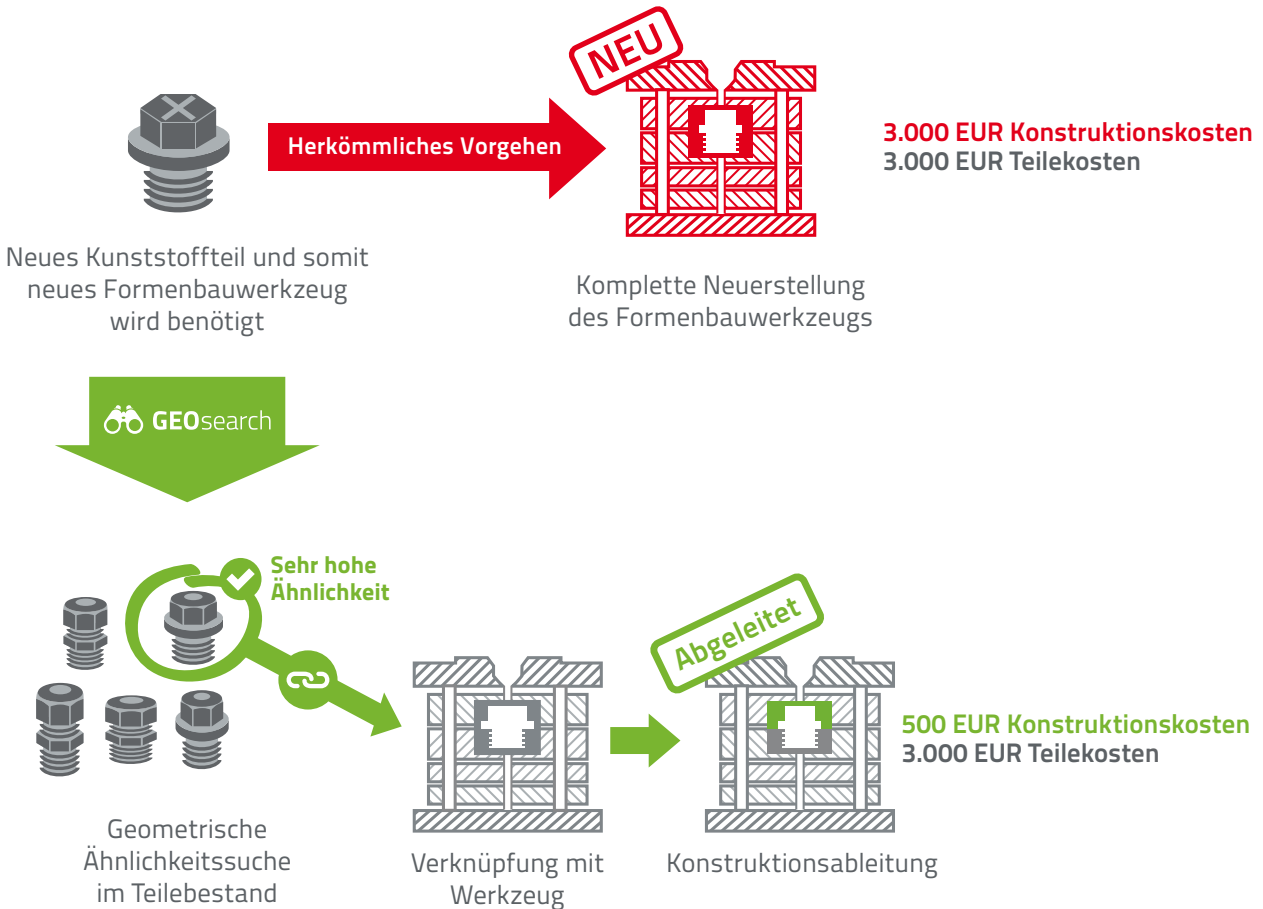 NEU
Herkömmliches Vorgehen
3.000 EUR Konstruktionskosten
3.000 EUR Teilekosten
Neues Kunststoffteil und somit
neues Formenbauwerkzeug
wird benötigt
Komplette Neuerstellung
des Formenbauwerkzeugs
GEOsearch
Sehr hohe
Ähnlichkeit
Abgeleitet
500 EUR Konstruktionskosten
3.000 EUR Teilekosten
Geometrische
Ähnlichkeitssuche
im Teilebestand
Verknüpfung mit
Werkzeug
Konstruktionsableitung